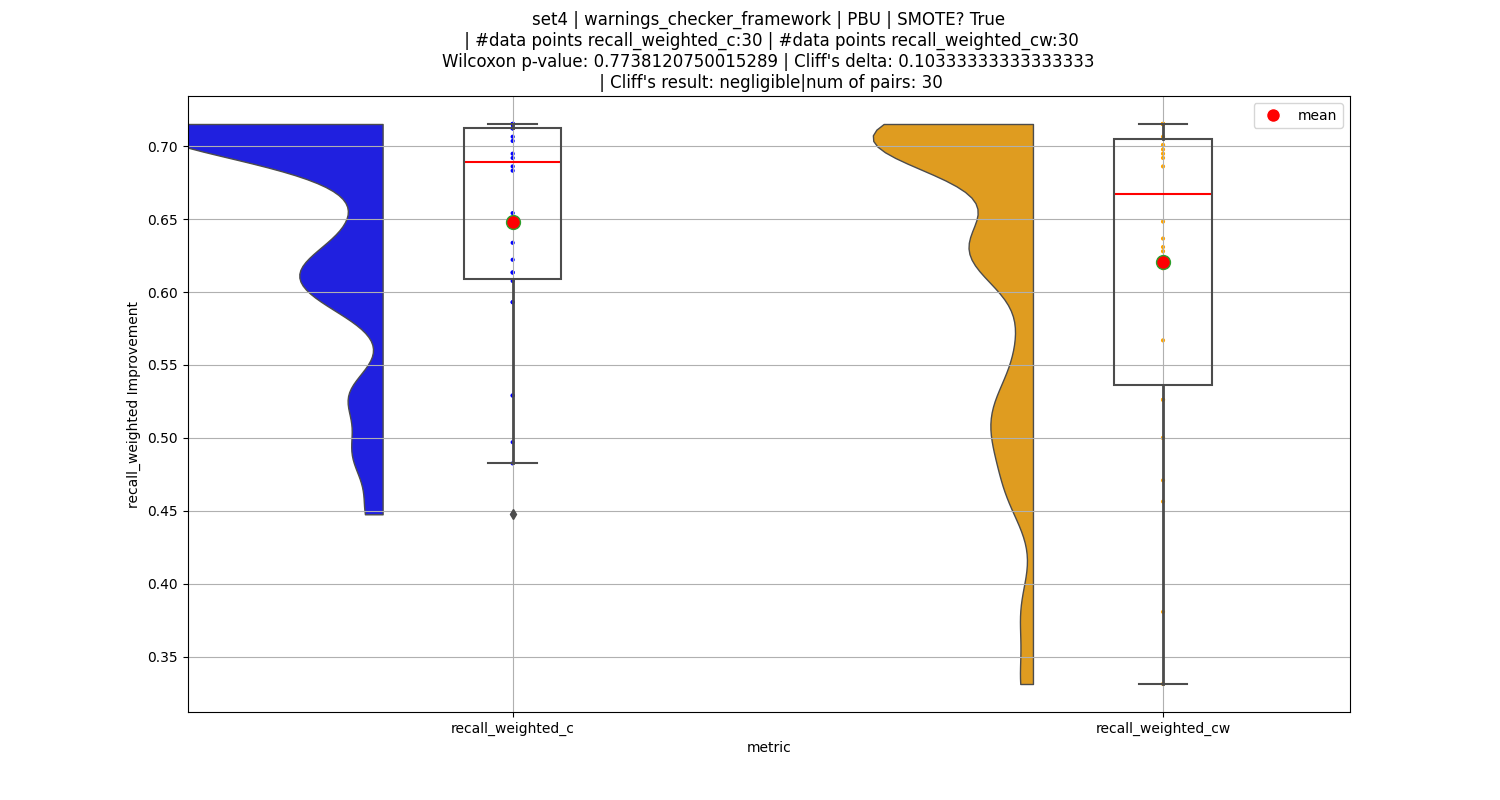 set4 | warnings_checker_framework | PBU | SMOTE? True
| #data points recall_weighted_c:30 | #data points recall_weighted_cw:30
Wilcoxon p-value: 0.7738120750015289 | Cliff's delta: 0.10333333333333333
| Cliff's result: negligible|num of pairs: 30
mean
0.70
0.65
0.60
0.55
0.50
0.45
0.40
0.35
recall_weighted Improvement
recall_weighted_c
recall_weighted_cw
metric